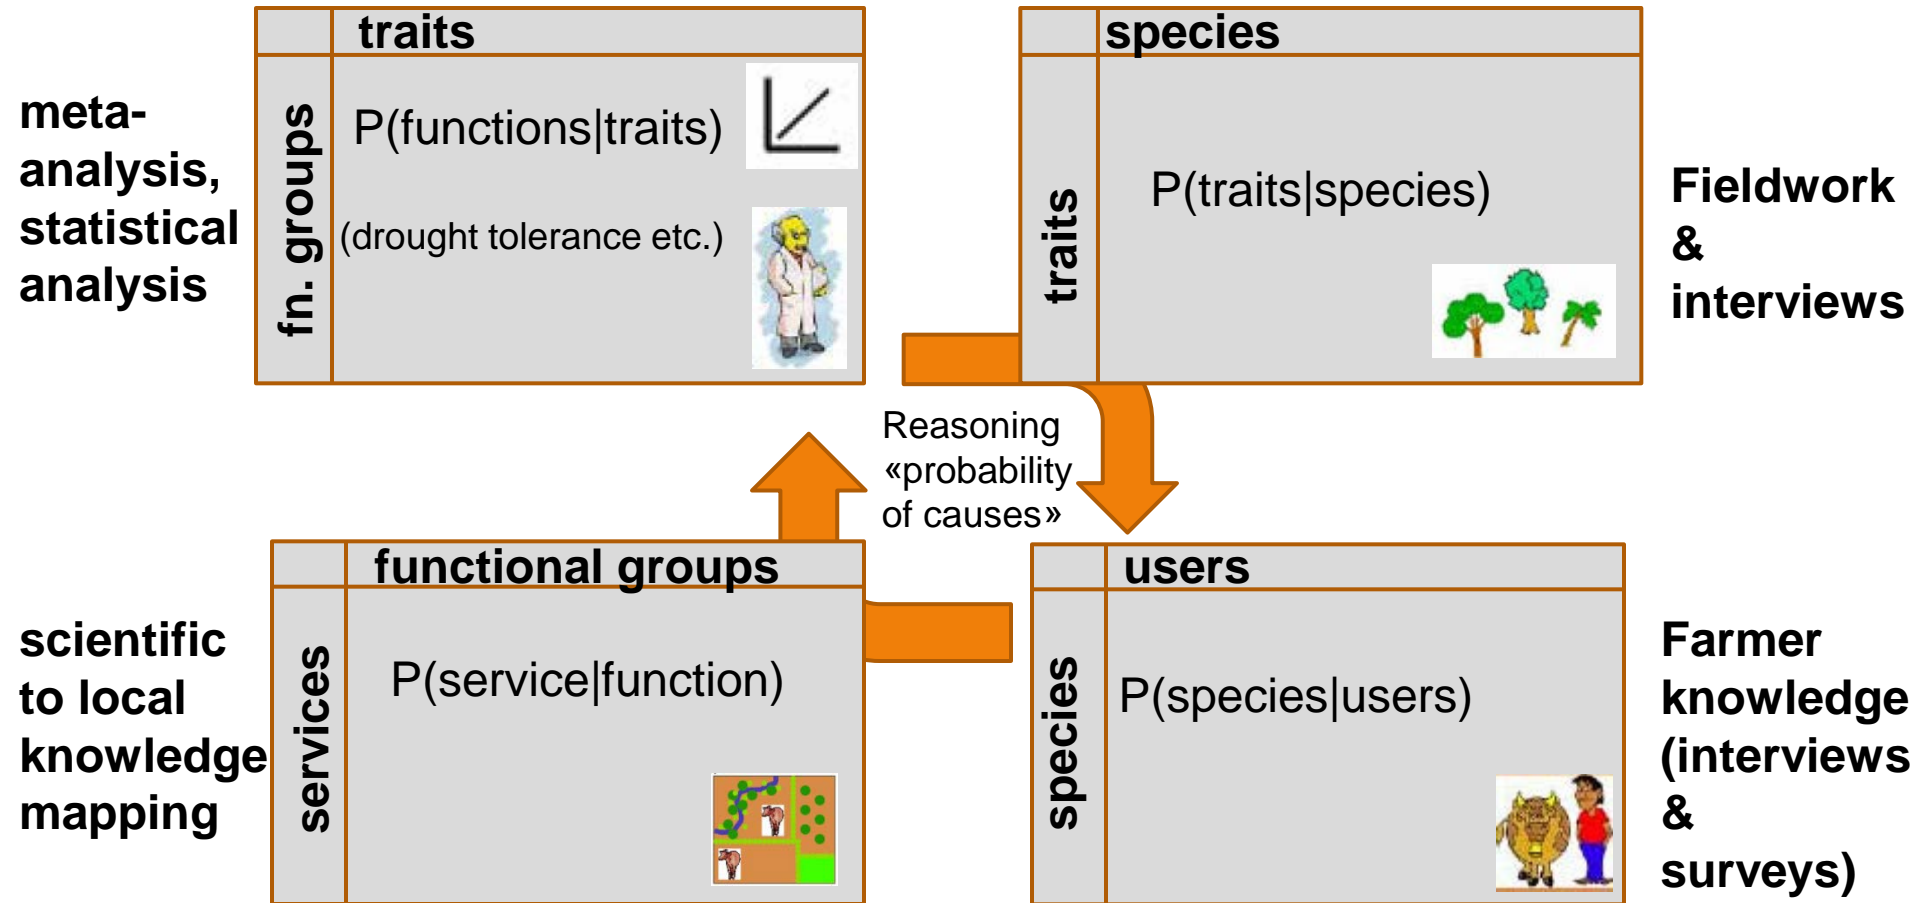 meta-
analysis,
statistical
analysis
traits
fn. groups
P(functions|traits)
(drought tolerance etc.)
species
traits
P(traits|species)
Fieldwork
&
interviews
Reasoning
«probability
of causes»
scientific
to local
knowledge
mapping
functional groups
services
P(service|function)
users
species
P(species|users)
Farmer
knowledge
(interviews
&
surveys)